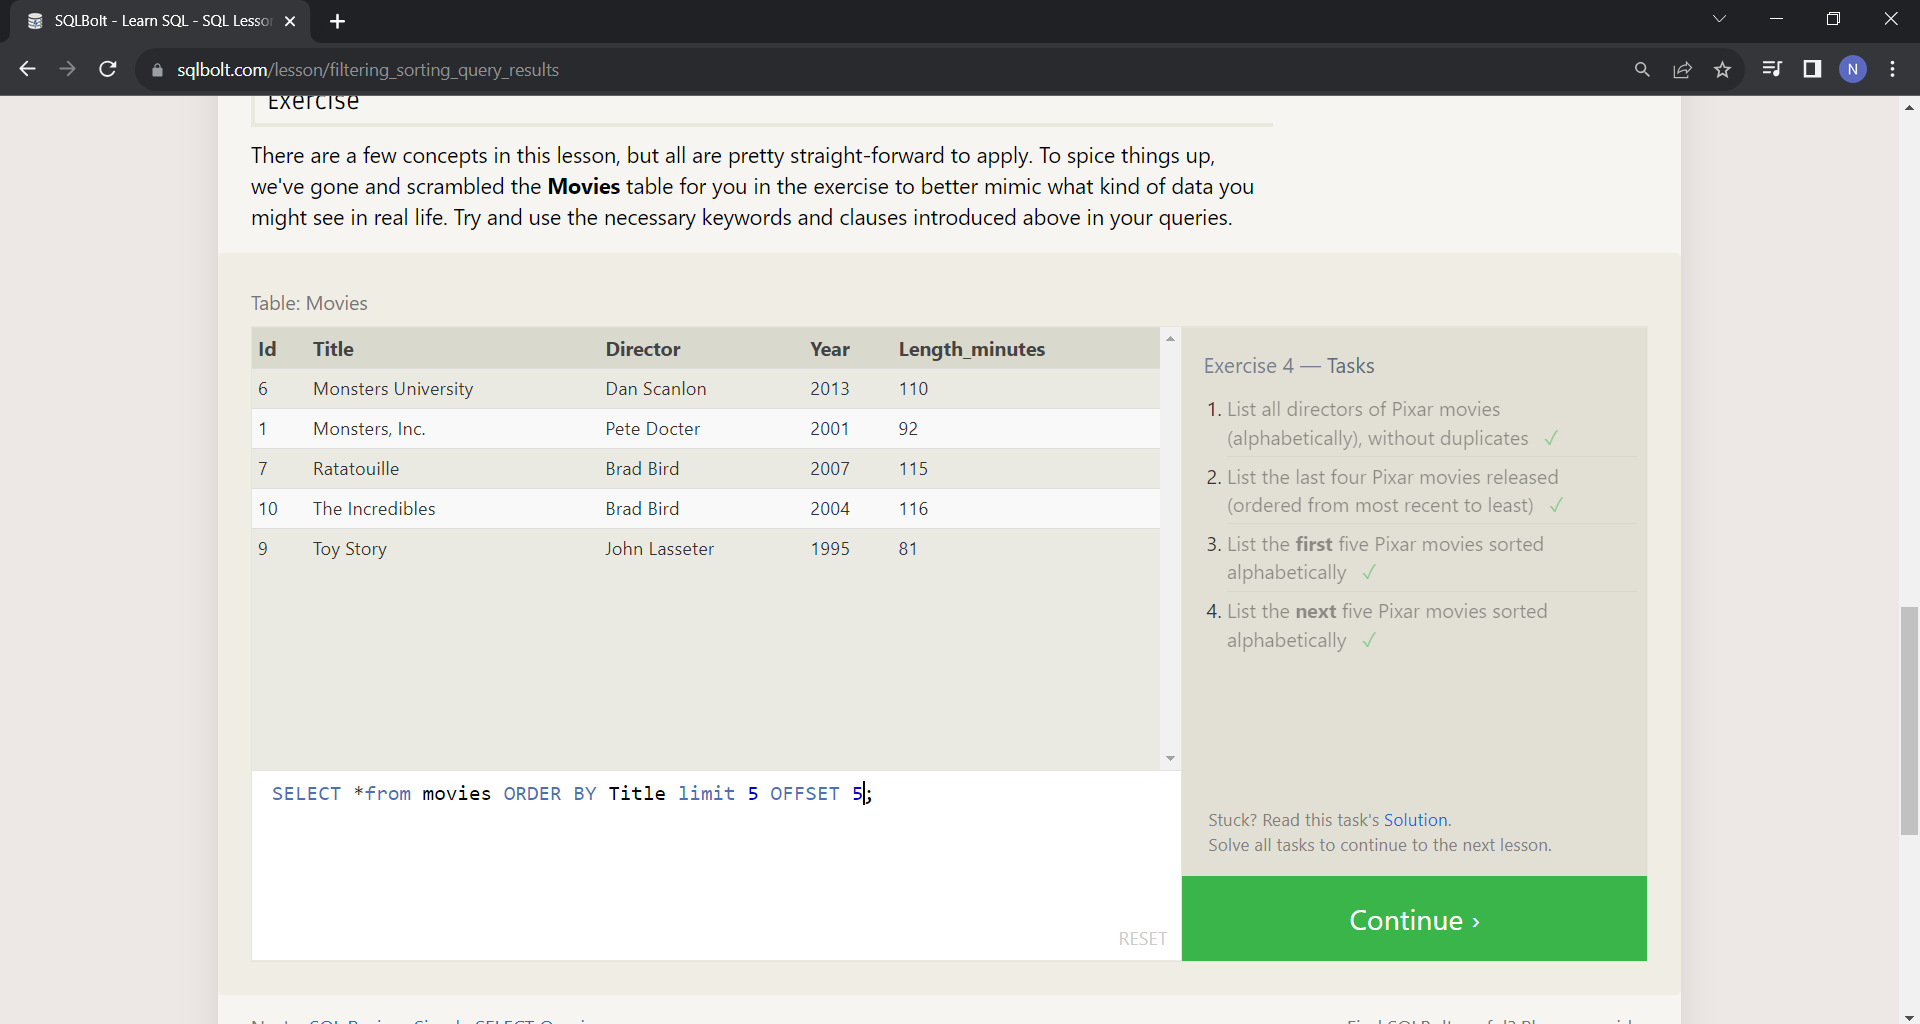 SQLBolt - Learn SQL - SQL Lesso
sqlbolt.com/lesson/filtering_sorting_query_results
N
Exercise
There are a few concepts in this lesson, but all are pretty straight-forward to apply. To spice things up,
we've gone and scrambled the Movies table for you in the exercise to better mimic what kind of data you
might see in real life. Try and use the necessary keywords and clauses introduced above in your queries.
Table: Movies
Id Title Director Year Length_minutes
6 Monsters University Dan Scanlon 2013 110
1 Monsters, Inc. Pete Docter 2001 92
7 Ratatouille Brad Bird 2007 115
10 The Incredibles Brad Bird 2004 116
9 Toy Story John Lasseter 1995 81
SELECT *from movies ORDER BY Title limit 5 OFFSET 5;
RESET
Exercise 4 — Tasks
1. List all directors of Pixar movies
(alphabetically), without duplicates ✓
2. List the last four Pixar movies released
(ordered from most recent to least) ✓
3. List the first five Pixar movies sorted
alphabetically ✓
4. List the next five Pixar movies sorted
alphabetically ✓
Stuck? Read this task's Solution.
Solve all tasks to continue to the next lesson.
Continue ›